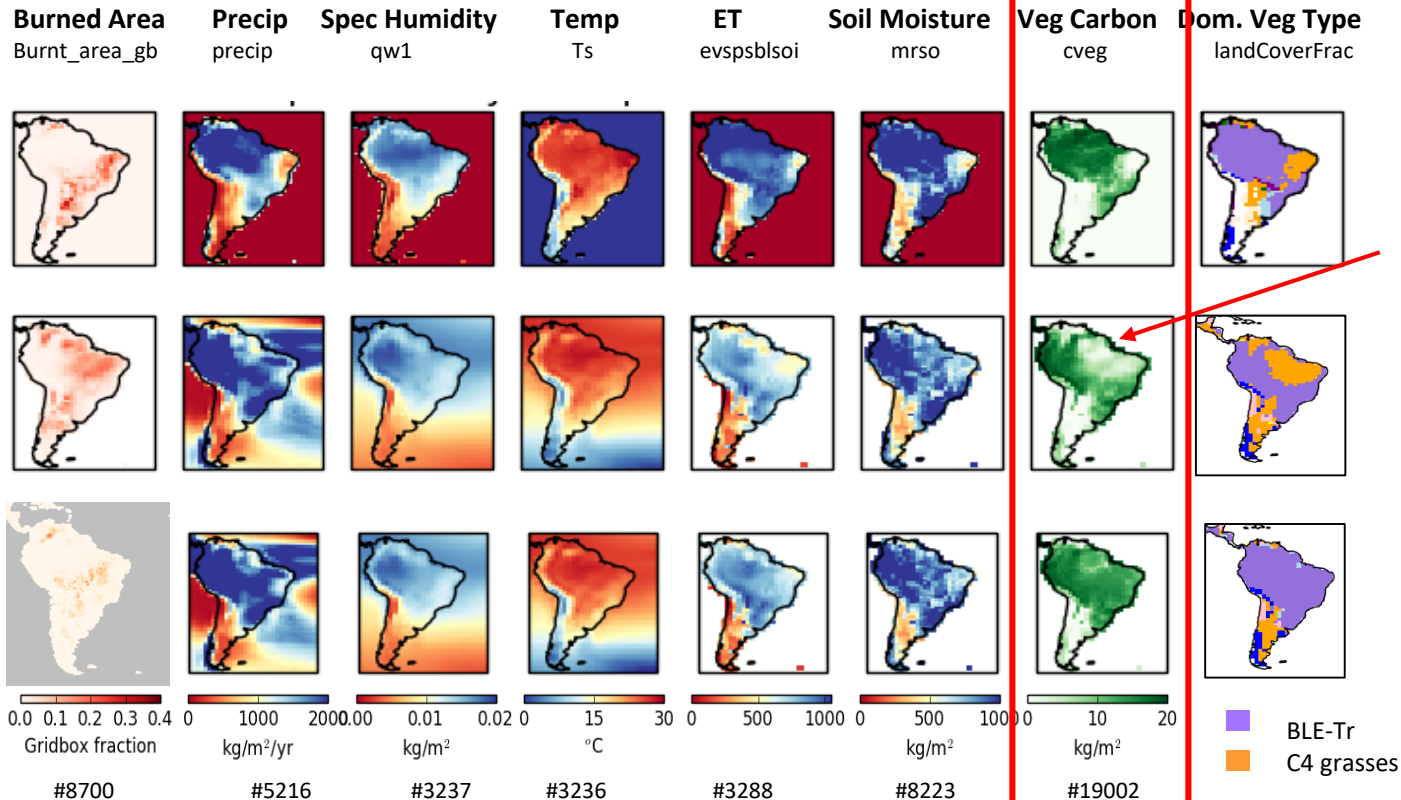 Burned Area Precip Spec Humidity Temp ET Soil Moisture Veg Carbon Dom. Veg Type
Burnt_area_gb precip qw1 Ts evspsblsoi mrso cveg landCoverFrac
0.0 0.1 0.2 0.3 0.4 0 1000 2000 0.00 0.01 0.02 0 15 30 0 500 1000 0 500 1000 0 10 20
Gridbox fraction kg/m²/yr kg/m² °C kg/m² kg/m²
BLE-Tr
C4 grasses
#8700 #5216 #3237 #3236 #3288 #8223 #19002